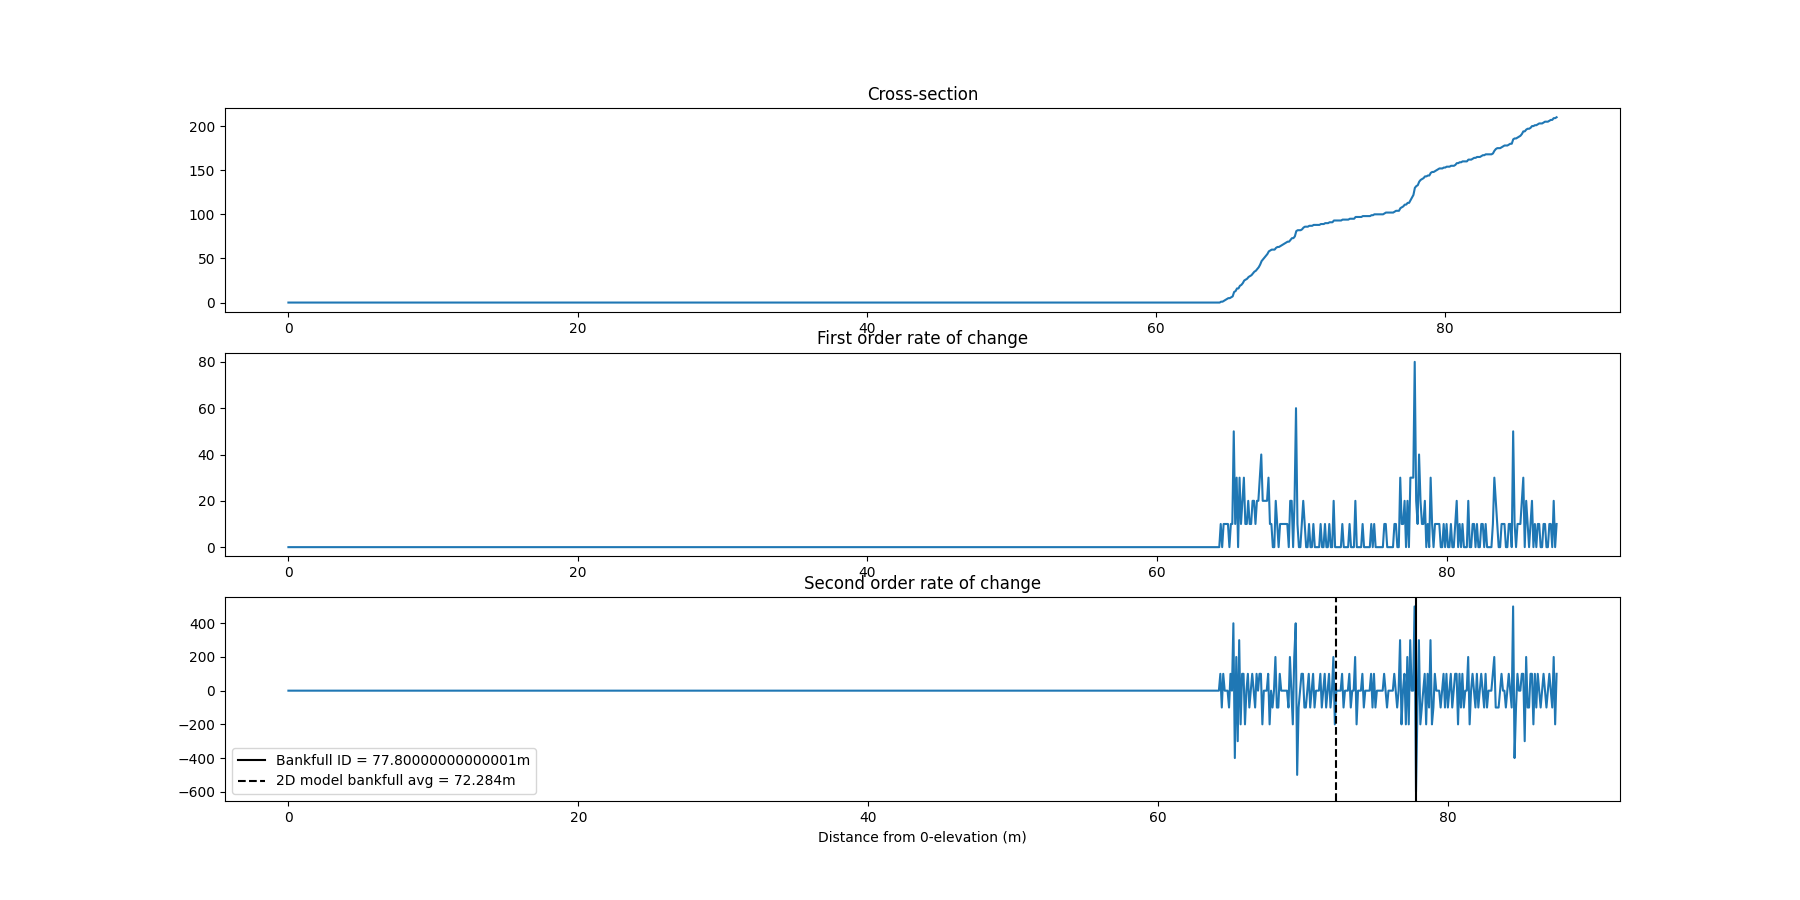 Cross-section
200
150
100
50
0
0 20 40 60 80
First order rate of change
80
60
40
20
0
0 20 40 60 80
Second order rate of change
400
200
0
−200
−400
−600
Bankfull ID = 77.80000000000001m
2D model bankfull avg = 72.284m
0 20 40 60 80
Distance from 0-elevation (m)